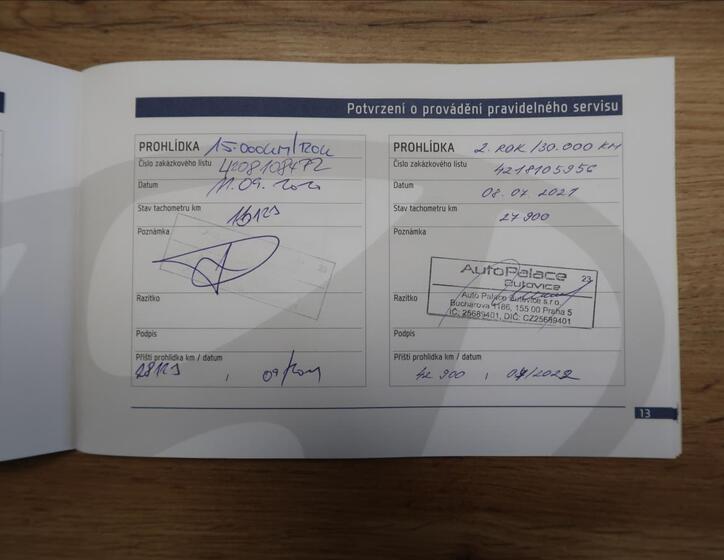 Potvrzení o provádění pravidelného servisu
PROHLÍDKA 15.000km/rok
Číslo zakázkového listu 4208108472
Datum 11.09.2020
Stav tachometru km
Poznámka
Razítko
Podpis
Příští prohlídka km / datum
09/2021
PROHLÍDKA 2. ROK /30.000 KM
Číslo zakázkového listu 4218105956
Datum 08.07.2021
Stav tachometru km 27 900
Poznámka
AutoPalace 23
Butovice
Razítko
Auto Palace Butovice s.r.o.
Bucharova 1186, 155 00 Praha 5
IČ: 25689401, DIČ: CZ25689401
Podpis
Příští prohlídka km / datum
42 900 , 07/2022
13